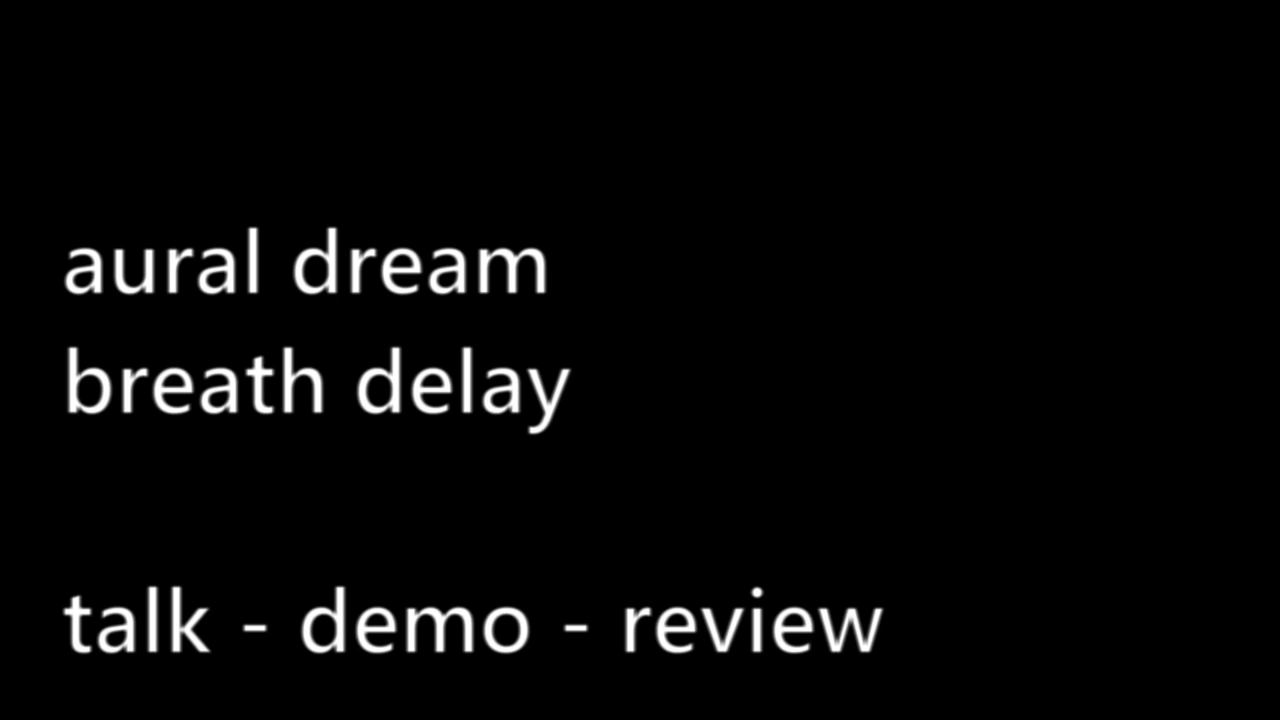 aural dream
breath delay
talk - demo - review